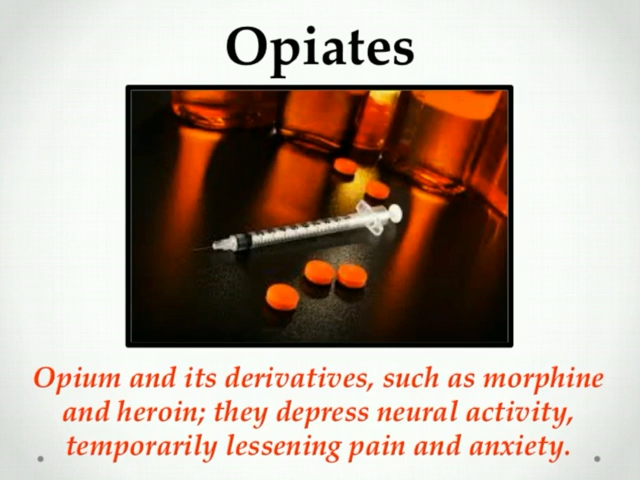 Opiates
Opium and its derivatives, such as morphine
and heroin; they depress neural activity,
temporarily lessening pain and anxiety.